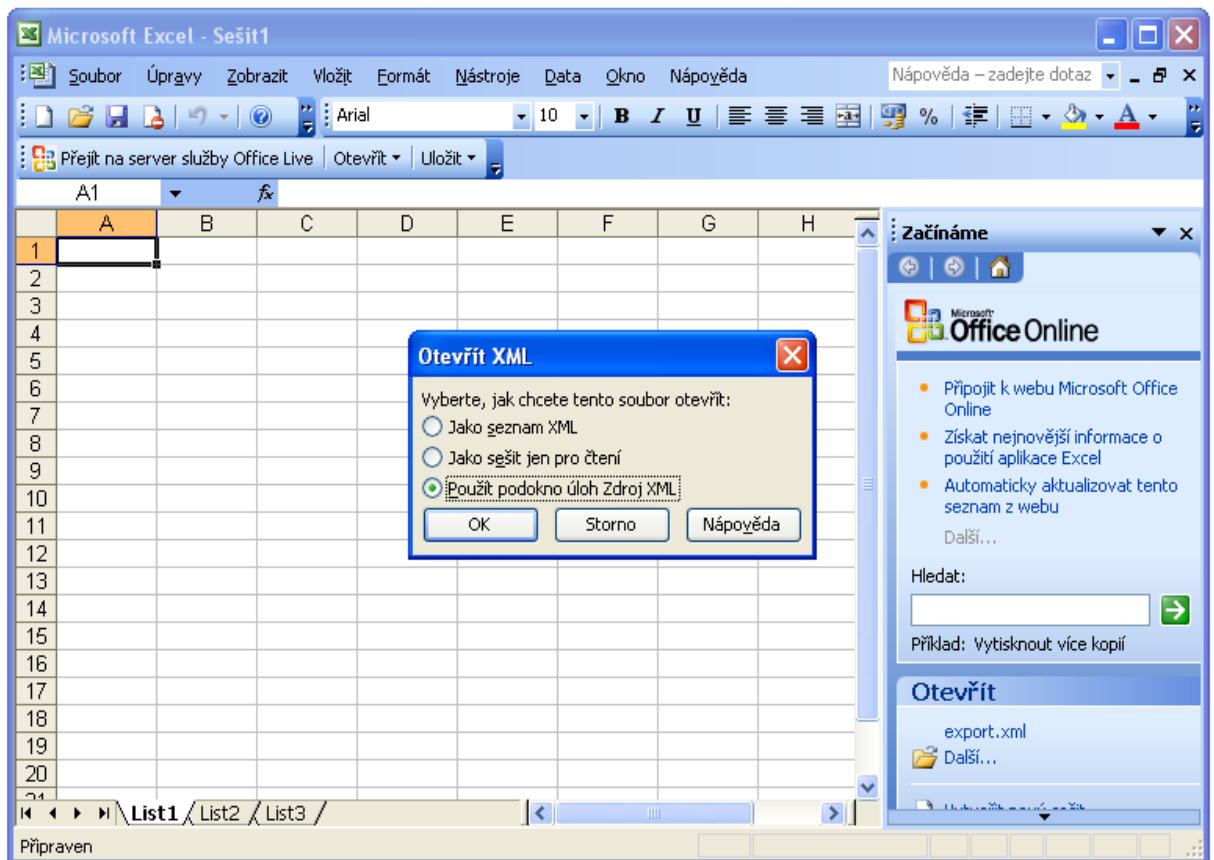 Microsoft Excel - Sešit1
Soubor Úpravy Zobrazit Vložit Formát Nástroje Data Okno Nápověda Nápověda – zadejte dotaz
Arial 10 B I U %
Přejít na server služby Office Live Otevřít Uložit
A1 fx
A B C D E F G H
1
2
3
4
5
6
7
8
9
10
11
12
13
14
15
16
17
18
19
20
21
Otevřít XML
Vyberte, jak chcete tento soubor otevřít:
Jako seznam XML
Jako sešit jen pro čtení
Použít podokno úloh Zdroj XML
OK Storno Nápověda
Začínáme
Microsoft
Office Online
Připojit k webu Microsoft Office
Online
Získat nejnovější informace o
použití aplikace Excel
Automaticky aktualizovat tento
seznam z webu
Další...
Hledat:
Příklad: Vytisknout více kopií
Otevřít
export.xml
Další...
List1 List2 List3
Připraven